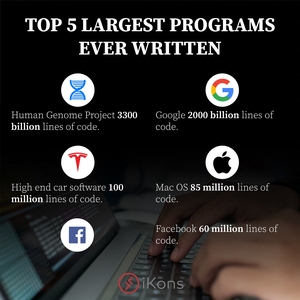 TOP 5 LARGEST PROGRAMS
EVER WRITTEN
Human Genome Project 3300
billion lines of code.
Google 2000 billion lines of
code.
High end car software 100
million lines of code.
Mac OS 85 million lines of
code.
Facebook 60 million lines of
code.
iKons